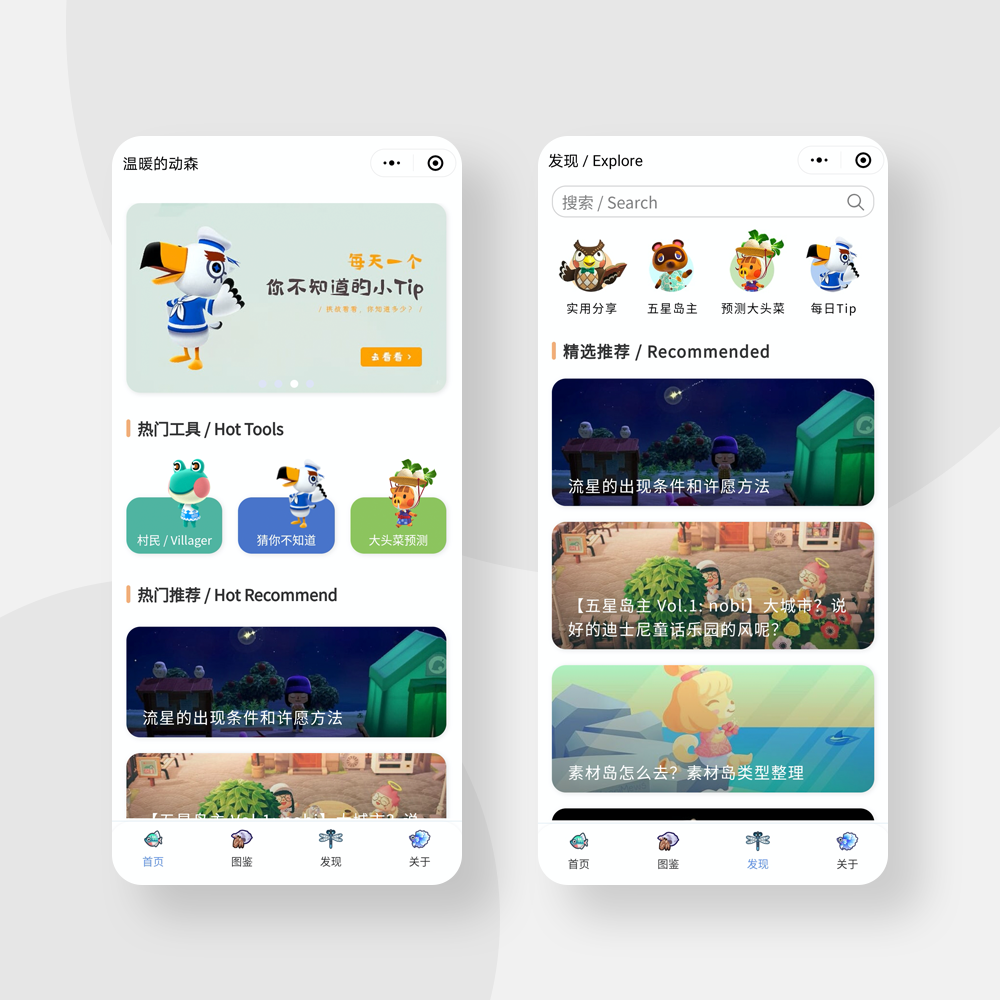 温暖的动森
每天一个
你不知道的小Tip
去看看 ›
热门工具 / Hot Tools
村民 / Villager
猜你不知道
大头菜预测
热门推荐 / Hot Recommend
流星的出现条件和许愿方法
首页
图鉴
发现
关于
发现 / Explore
搜索 / Search
实用分享
五星岛主
预测大头菜
每日Tip
精选推荐 / Recommended
流星的出现条件和许愿方法
【五星岛主 Vol.1: nobi】大城市？说
好的迪士尼童话乐园的风呢？
素材岛怎么去？素材岛类型整理
首页
图鉴
发现
关于